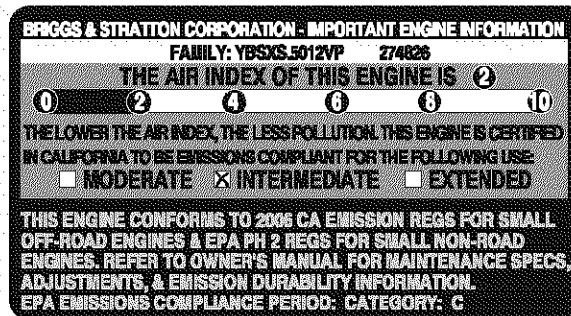 BRIGGS & STRATTON CORPORATION - IMPORTANT ENGINE INFORMATION
FAMILY: YBSXS.5012VP 274826
THE AIR INDEX OF THIS ENGINE IS 2
0 2 4 6 8 10
THE LOWER THE AIR INDEX, THE LESS POLLUTION. THIS ENGINE IS CERTIFIED
IN CALIFORNIA TO BE EMISSIONS COMPLIANT FOR THE FOLLOWING USE:
MODERATE INTERMEDIATE EXTENDED
THIS ENGINE CONFORMS TO 2006 CA EMISSION REGS FOR SMALL
OFF-ROAD ENGINES & EPA PH 2 REGS FOR SMALL NON-ROAD
ENGINES. REFER TO OWNER'S MANUAL FOR MAINTENANCE SPECS,
ADJUSTMENTS, & EMISSION DURABILITY INFORMATION.
EPA EMISSIONS COMPLIANCE PERIOD: CATEGORY: C